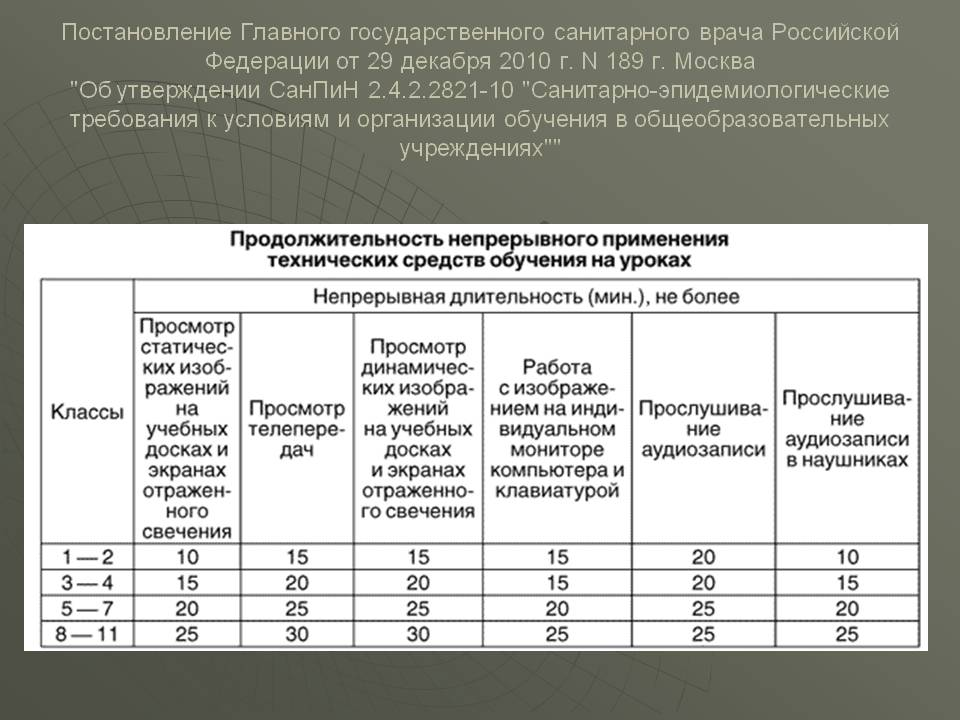 Постановление Главного государственного санитарного врача Российской
Федерации от 29 декабря 2010 г. N 189 г. Москва
"Об утверждении СанПиН 2.4.2.2821-10 "Санитарно-эпидемиологические
требования к условиям и организации обучения в общеобразовательных
учреждениях""
Продолжительность непрерывного применения
технических средств обучения на уроках
Классы
Непрерывная длительность (мин.), не более
Просмотр
статичес-
ких изоб-
ражений
на
учебных
досках и
экранах
отражен-
ного
свечения
Просмотр
телепере-
дач
Просмотр
динамичес-
ких изобра-
жений
на учебных
досках
и экранах
отраженно-
го свечения
Работа
с изображе-
нием на инди-
видуальном
мониторе
компьютера и
клавиатурой
Прослушива-
ние
аудиозаписи
Прослушива-
ние
аудиозаписи
в наушниках
1 — 2 10 15 15 15 20 10
3 — 4 15 20 20 15 20 15
5 — 7 20 25 25 20 25 20
8 — 11 25 30 30 25 25 25